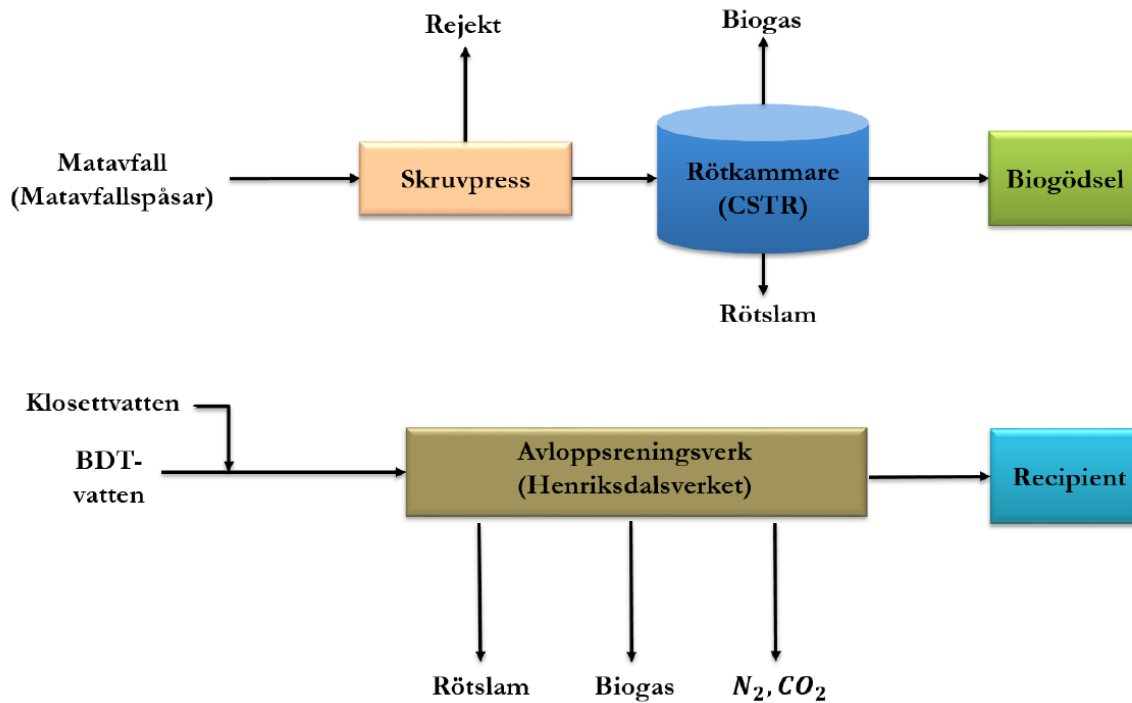 Rejekt
Biogas
Matavfall
(Matavfallspåsar)
Skruvpress
Rötkammare
(CSTR)
Biogödsel
Rötslam
Klosettvatten
BDT-
vatten
Avloppsreningsverk
(Henriksdalsverket)
Recipient
Rötslam
Biogas
N₂, CO₂